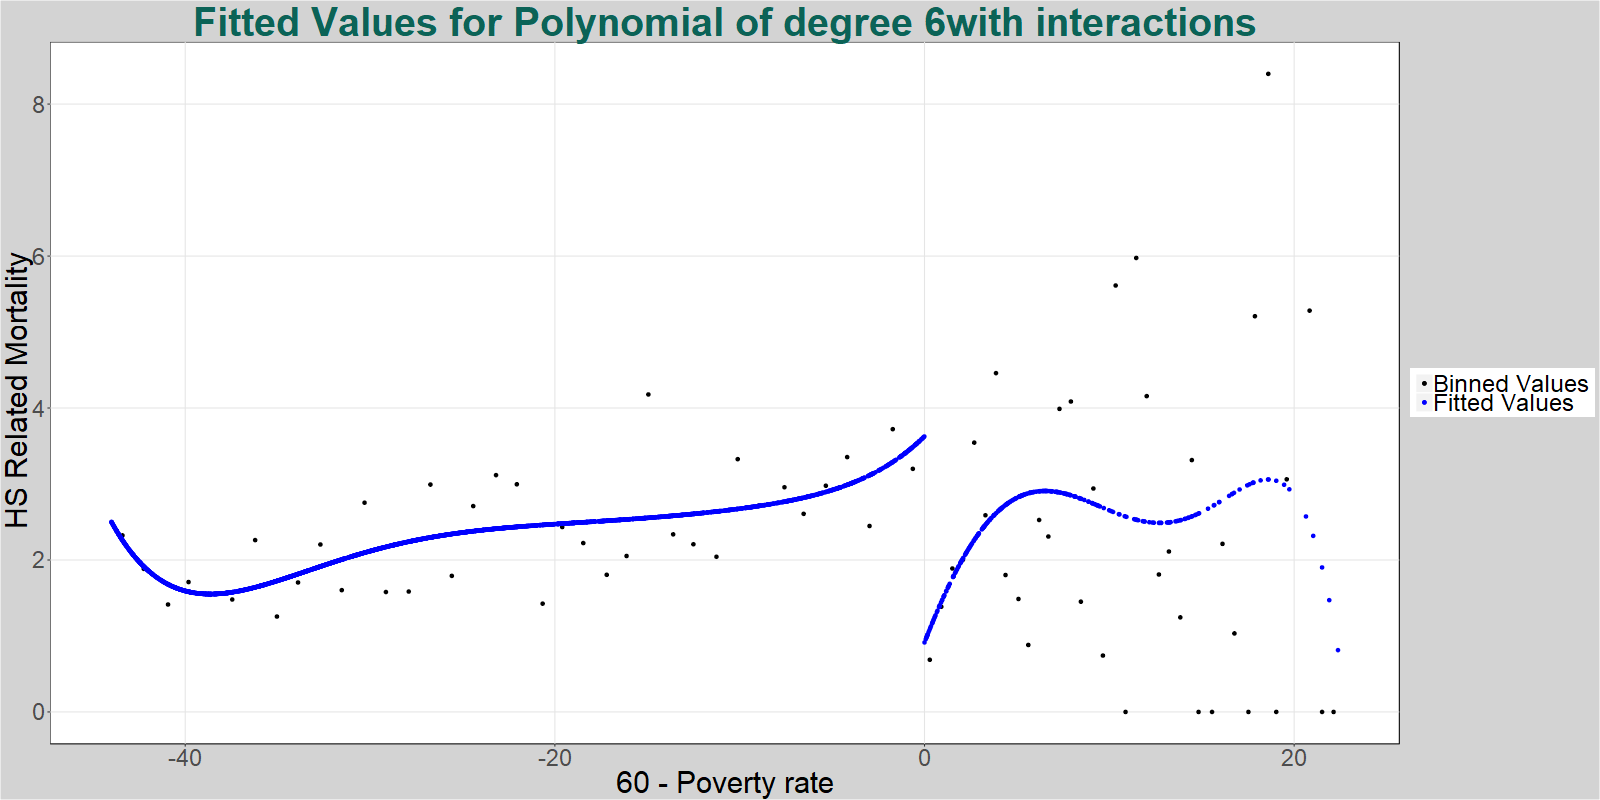 Fitted Values for Polynomial of degree 6with interactions
HS Related Mortality
8
6
4
2
0
-40
-20
0
20
60 - Poverty rate
Binned Values
Fitted Values